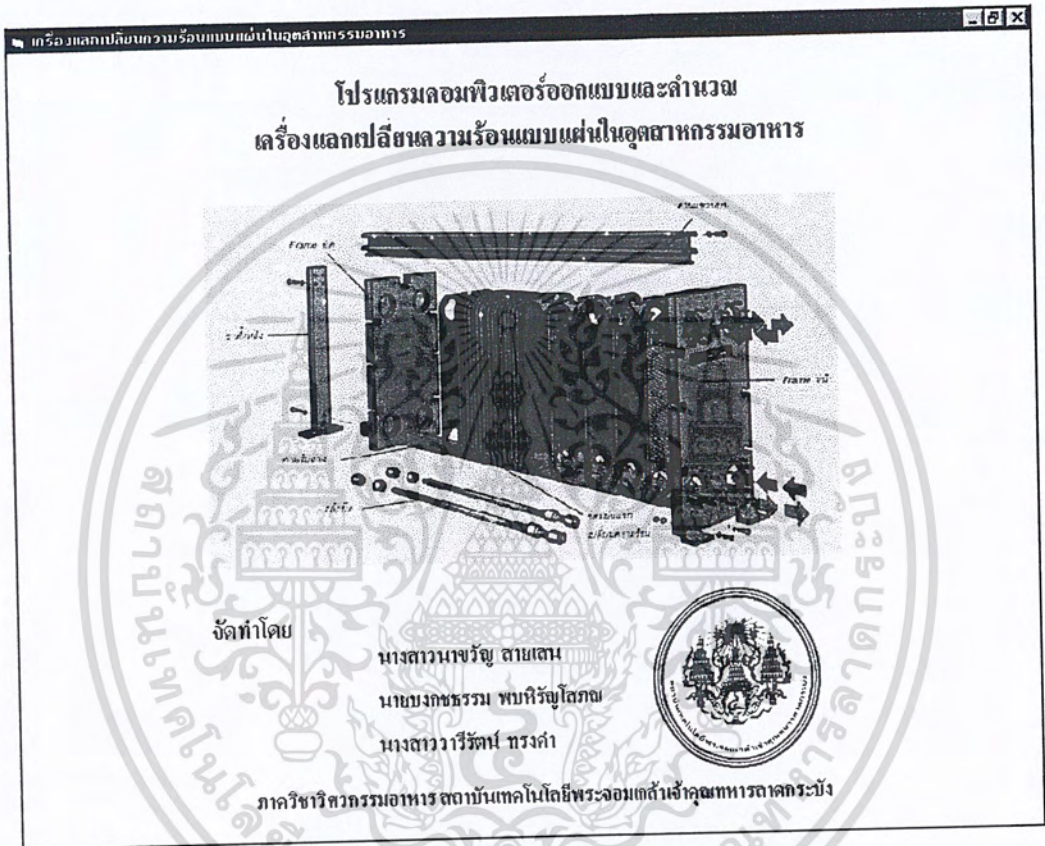 เครื่องแลกเปลี่ยนความร้อนแบบแผ่นในอุตสาหกรรมอาหาร
โปรแกรมคอมพิวเตอร์ออกแบบและคำนวณ
เครื่องแลกเปลี่ยนความร้อนแบบแผ่นในอุตสาหกรรมอาหาร
Frame
Frame
เปลี่ยนความร้อน
จัดทำโดย
นางสาวนาขวัญ สายเสน
นายบงกชธรรม พบหิรัญโสภณ
นางสาววารีรัตน์ ทรงคำ
ภาควิชาวิศวกรรมอาหาร สถาบันเทคโนโลยีพระจอมเกล้าเจ้าคุณทหารลาดกระบัง